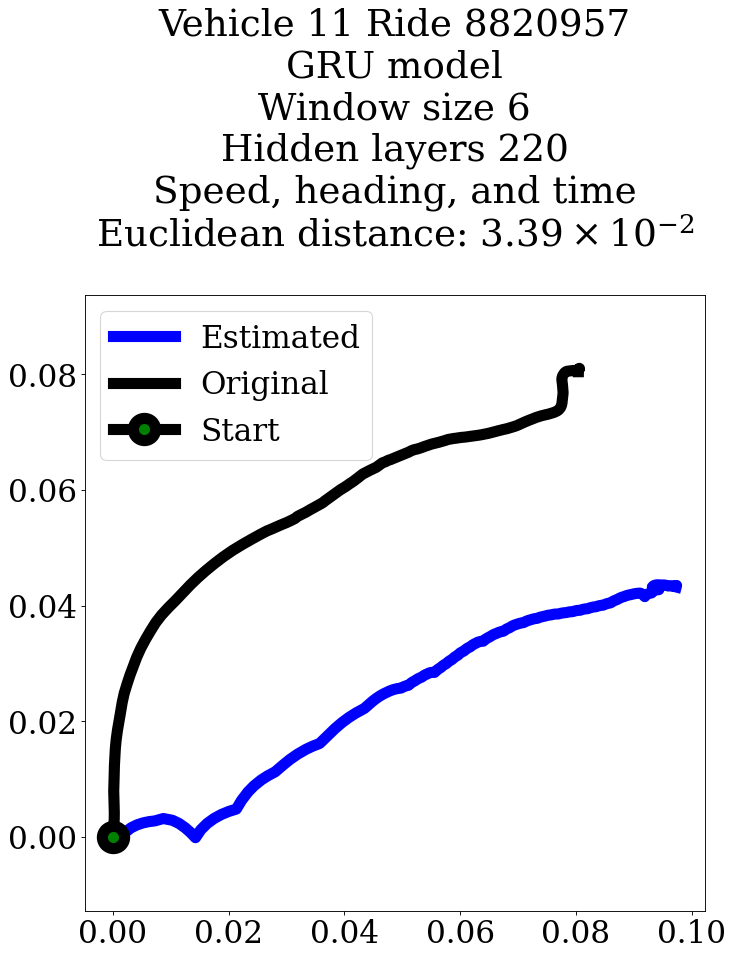 Vehicle 11 Ride 8820957
GRU model
Window size 6
Hidden layers 220
Speed, heading, and time
Euclidean distance: 3.39 × 10⁻²
Estimated
Original
Start
0.08
0.06
0.04
0.02
0.00
0.00 0.02 0.04 0.06 0.08 0.10